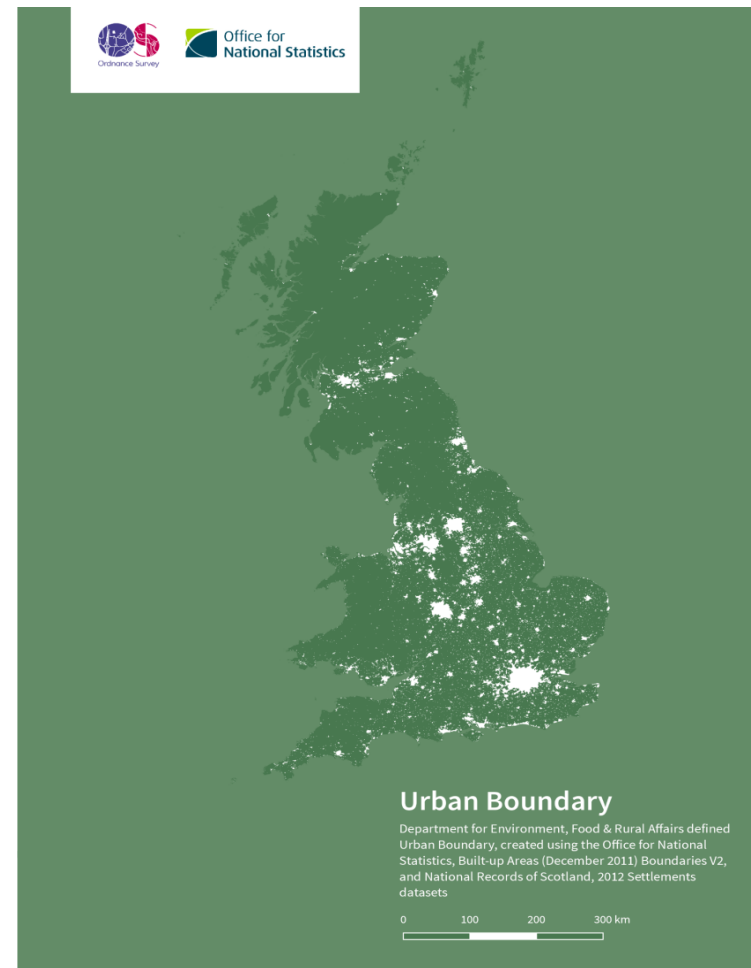 OS
Ordnance Survey
Office for
National Statistics
Urban Boundary
Department for Environment, Food & Rural Affairs defined
Urban Boundary, created using the Office for National
Statistics, Built-up Areas (December 2011) Boundaries V2,
and National Records of Scotland, 2012 Settlements
datasets
0 100 200 300 km